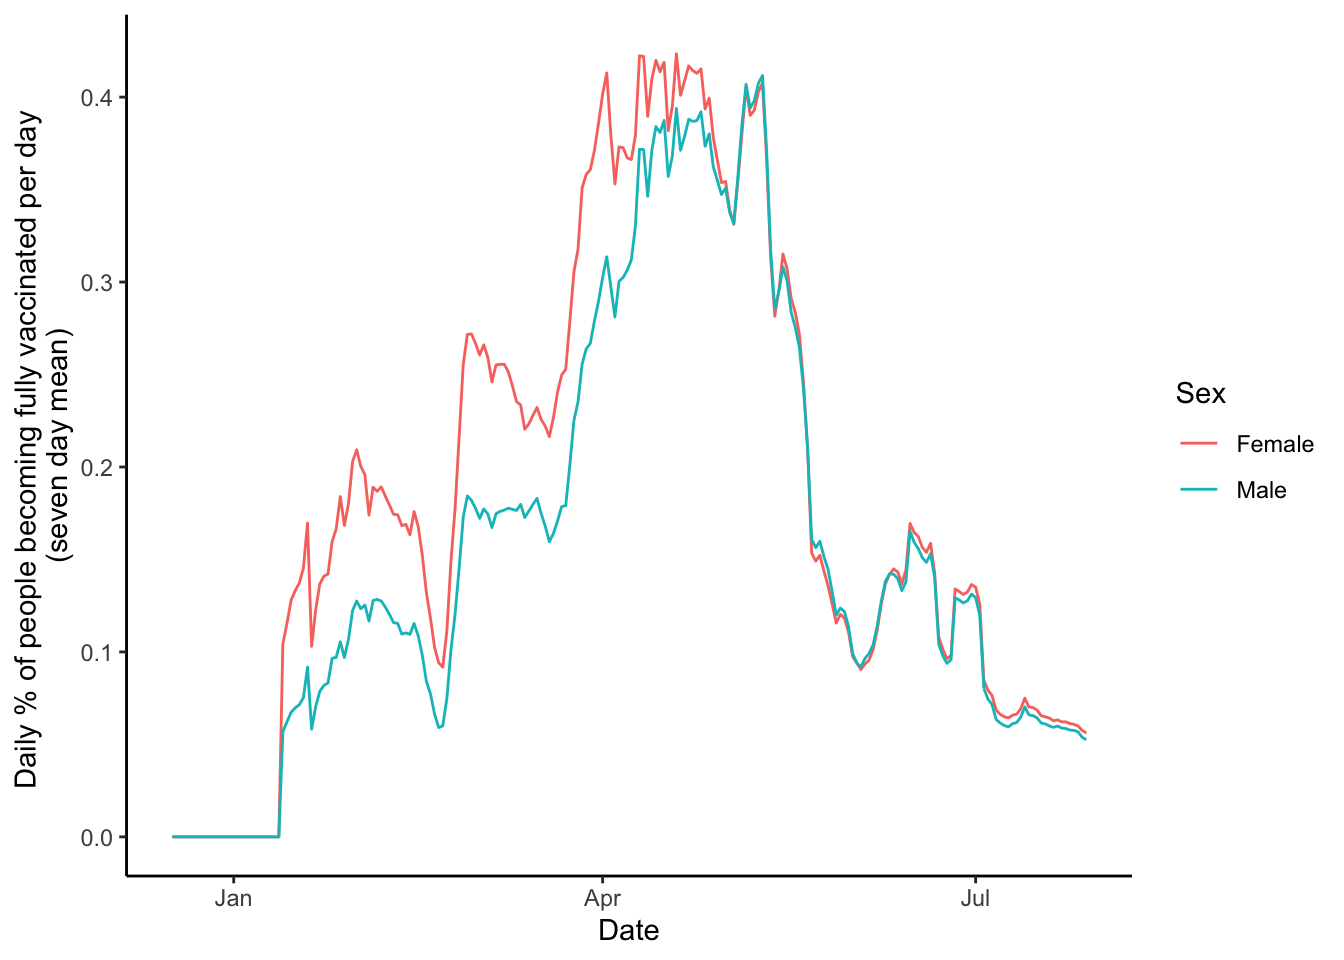 Daily % of people becoming fully vaccinated per day
(seven day mean)
0.4
0.3
0.2
0.1
0.0
Jan
Apr
Jul
Date
Sex
Female
Male